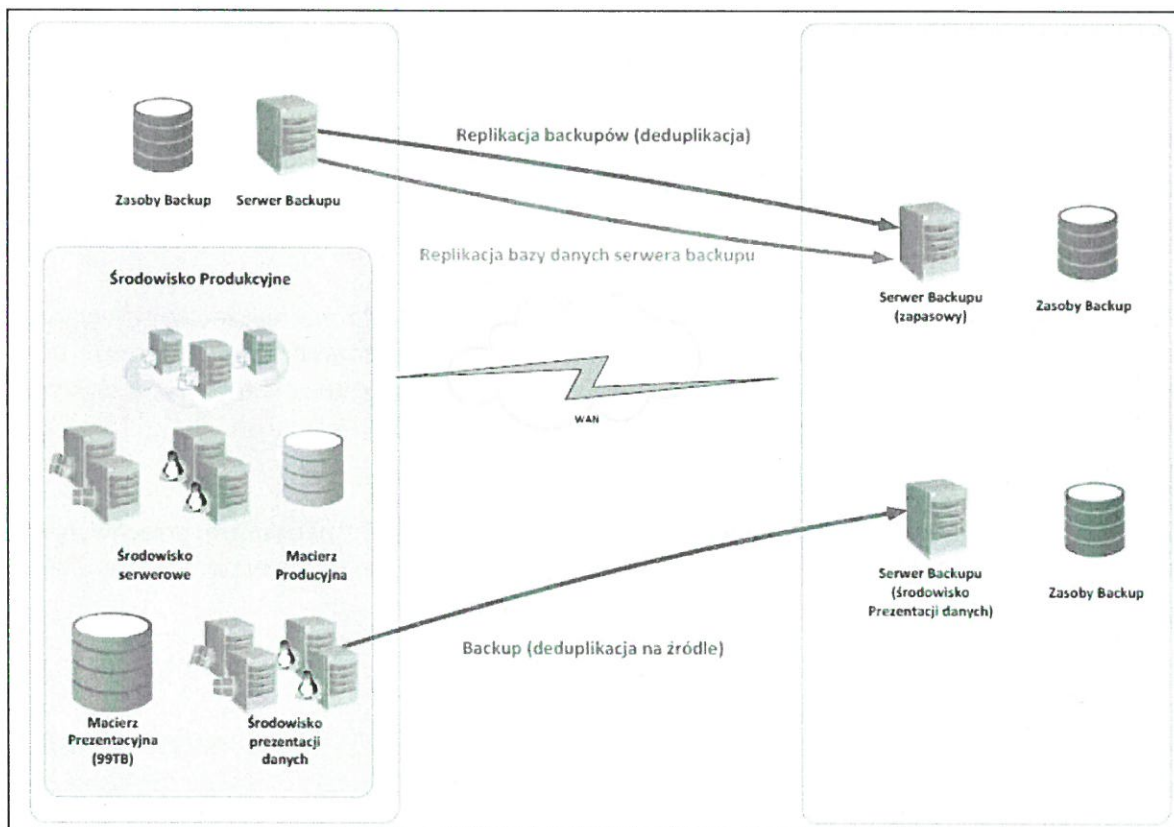 Replikacja backupów (deduplikacja)
Zasoby Backup
Serwer Backupu
Replikacja bazy danych serwera backupu
Środowisko Produkcyjne
Serwer Backupu
(zapasowy)
Zasoby Backup
WAN
Środowisko
serwerowe
Macierz
Producyjna
Serwer Backupu
(środowisko
Prezentacji danych)
Zasoby Backup
Backup (deduplikacja na źródle)
Macierz
Prezentacyjna
(99TB)
Środowisko
prezentacji
danych